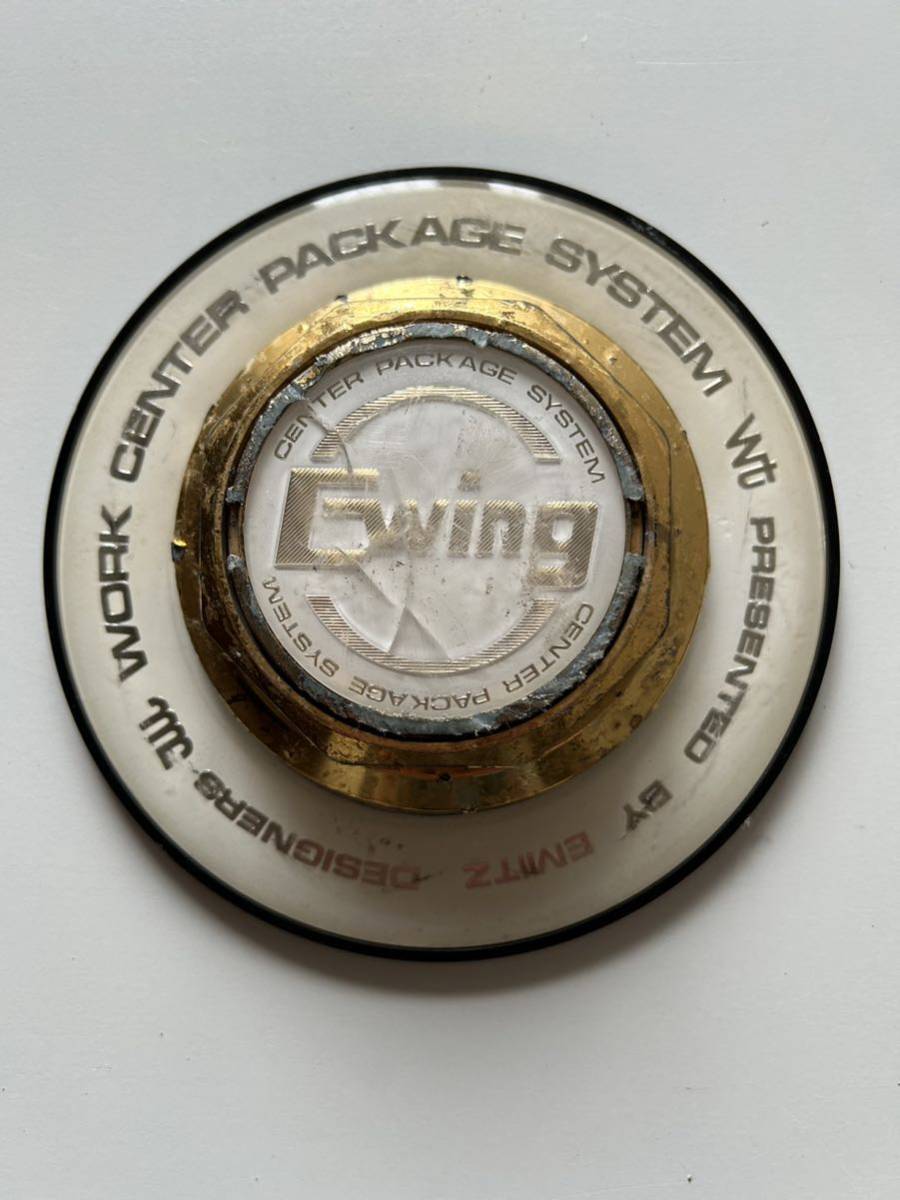 WORK CENTER PACKAGE SYSTEM
PRESENTED BY EMITZ DESIGNERS
CENTER PACKAGE SYSTEM
Ewing
CENTER PACKAGE SYSTEM